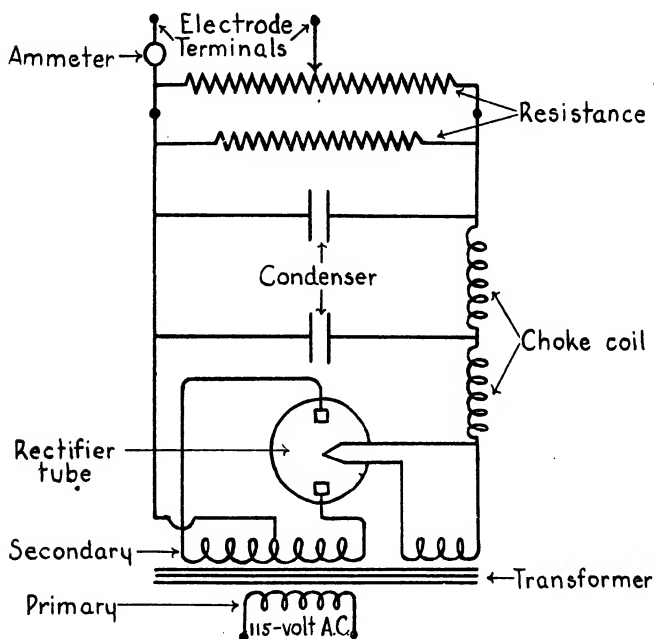 Electrode
Terminals
Ammeter
Resistance
Condenser
Choke coil
Rectifier
tube
Secondary
Transformer
Primary
115-volt A.C.